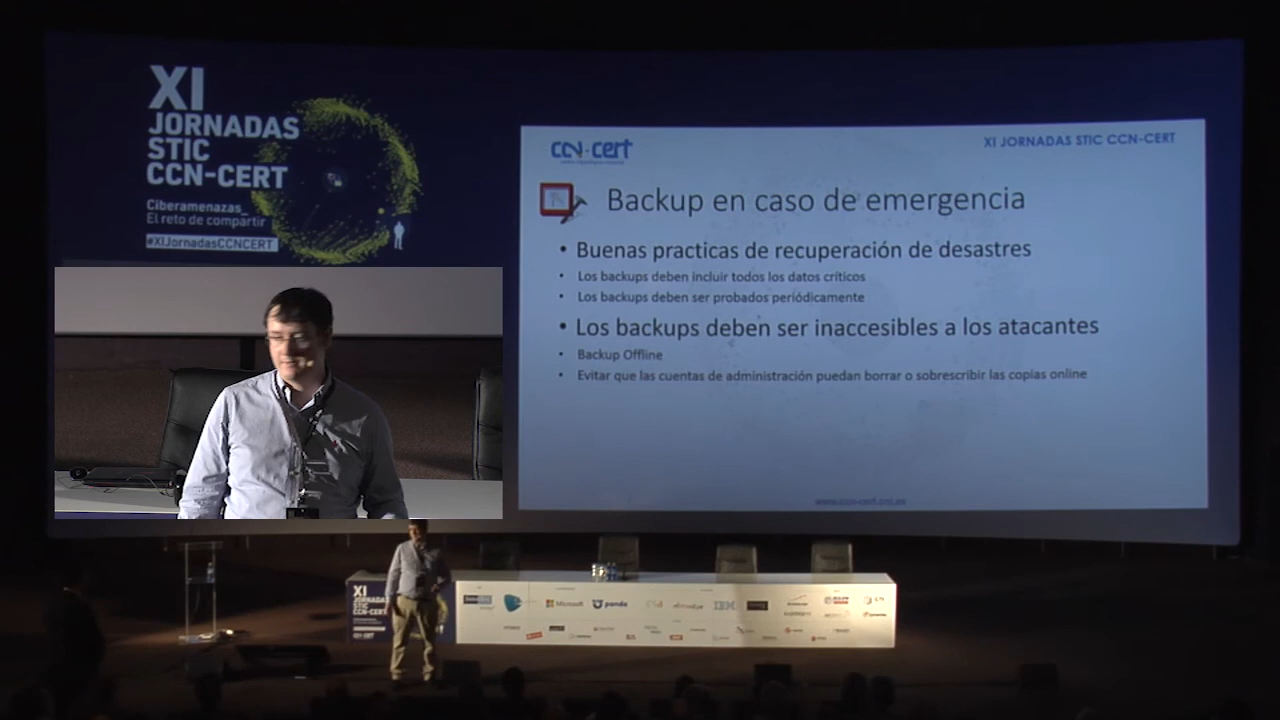 XI
JORNADAS
STIC
CCN-CERT
Ciberamenazas_
El reto de compartir
#XIJornadasCCNCERT
ccn-cert
XI JORNADAS STIC CCN-CERT
Backup en caso de emergencia
• Buenas practicas de recuperación de desastres
• Los backups deben incluir todos los datos críticos
• Los backups deben ser probados periódicamente
• Los backups deben ser inaccesibles a los atacantes
• Backup Offline
• Evitar que las cuentas de administración puedan borrar o sobrescribir las copias online
www.ccn-cert.cni.es
XI
JORNADAS
STIC
CCN-CERT
Microsoft
panda
IBM